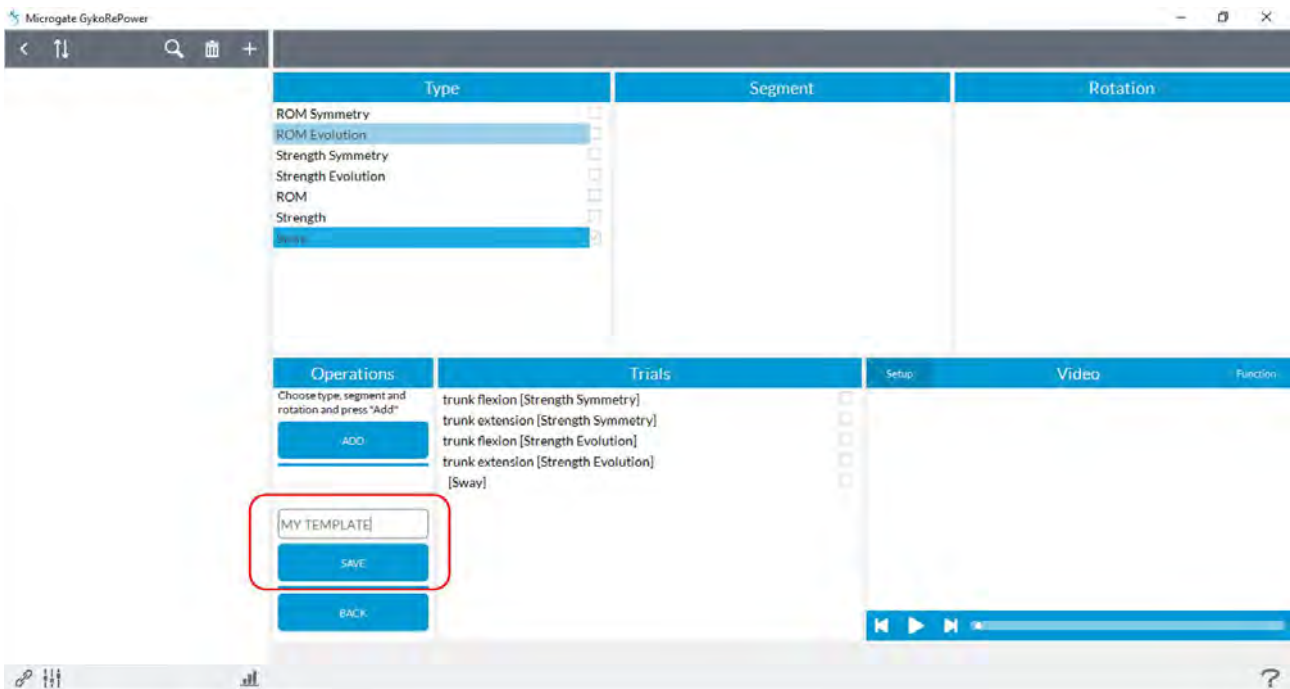 Microgate GykoRePower
Type
Segment
Rotation
ROM Symmetry
ROM Evolution
Strength Symmetry
Strength Evolution
ROM
Strength
Sway
Operations
Trials
Setup
Video
Function
Choose type, segment and
rotation and press "Add"
ADD
trunk flexion [Strength Symmetry]
trunk extension [Strength Symmetry]
trunk flexion [Strength Evolution]
trunk extension [Strength Evolution]
[Sway]
MY TEMPLATE
SAVE
BACK
?